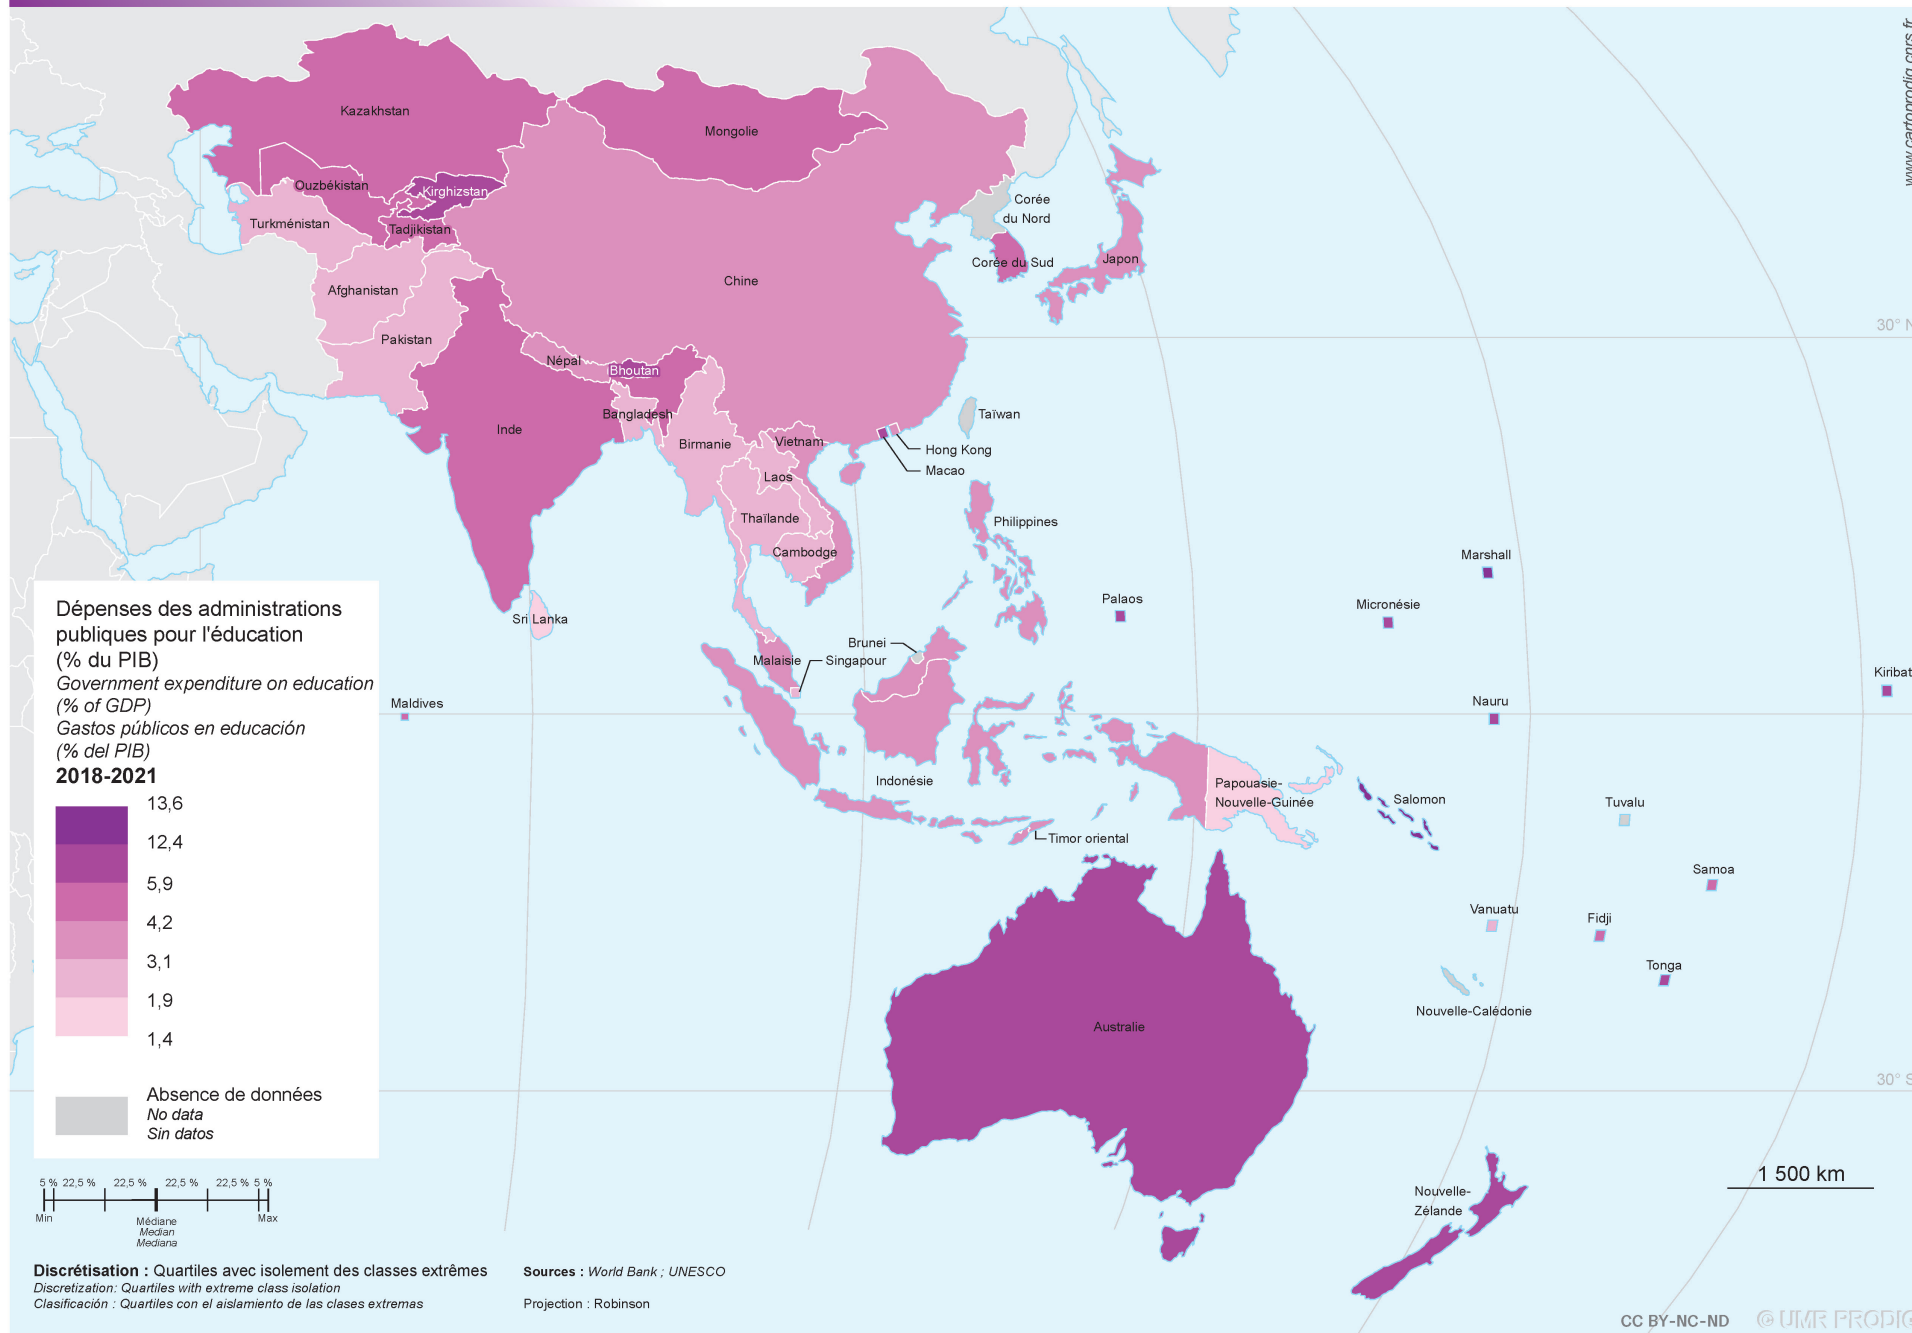 www.cartoprodig.cnrs.fr
Kazakhstan
Mongolie
Ouzbékistan
Kirghizstan
Turkménistan
Tadjikistan
Corée
du Nord
Corée du Sud
Japon
Chine
Afghanistan
Pakistan
30° N
Népal
Bhoutan
Bangladesh
Inde
Birmanie
Vietnam
Taïwan
Hong Kong
Macao
Laos
Thaïlande
Philippines
Cambodge
Marshall
Palaos
Micronésie
Sri Lanka
Brunei
Malaisie
Singapour
Kiribat
Maldives
Nauru
Indonésie
Papouasie-
Nouvelle-Guinée
Salomon
Tuvalu
Timor oriental
Samoa
Vanuatu
Fidji
Tonga
Nouvelle-Calédonie
Australie
30° S
Nouvelle-
Zélande
1 500 km
Dépenses des administrations
publiques pour l'éducation
(% du PIB)
Government expenditure on education
(% of GDP)
Gastos públicos en educación
(% del PIB)
2018-2021
13,6
12,4
5,9
4,2
3,1
1,9
1,4
Absence de données
No data
Sin datos
5 % 22,5 % 22,5 % 22,5 % 22,5 % 5 %
Min Max
Médiane
Median
Mediana
Discrétisation : Quartiles avec isolement des classes extrêmes
Discretization: Quartiles with extreme class isolation
Clasificación : Quartiles con el aislamiento de las clases extremas
Sources : World Bank ; UNESCO
Projection : Robinson
CC BY-NC-ND © UMR PRODIG